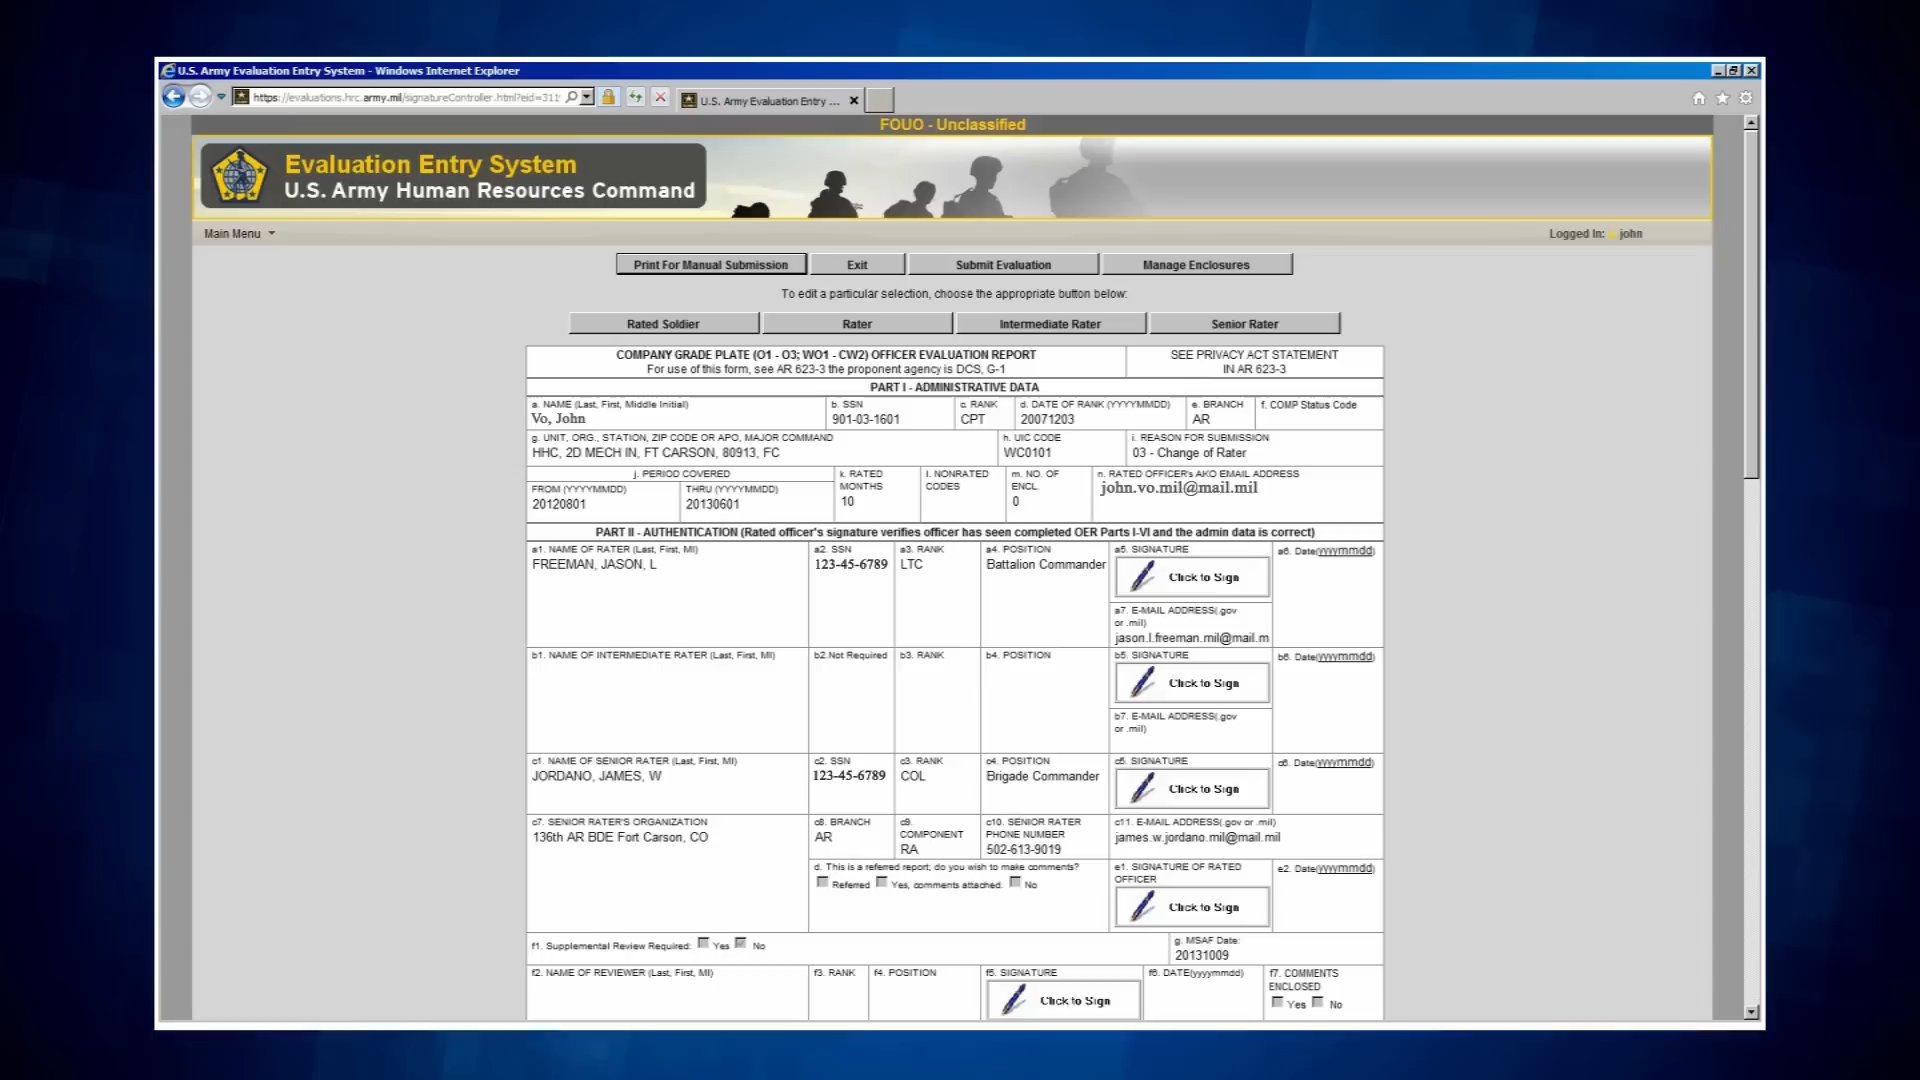 U.S. Army Evaluation Entry System - Windows Internet Explorer
https://evaluations.hrc.army.mil/signatureController.html?eid=311
U.S. Army Evaluation Entry ...
FOUO - Unclassified
Evaluation Entry System
U.S. Army Human Resources Command
Main Menu
Logged In: john
Print For Manual Submission
Exit
Submit Evaluation
Manage Enclosures
To edit a particular selection, choose the appropriate button below:
Rated Soldier
Rater
Intermediate Rater
Senior Rater
COMPANY GRADE PLATE (O1 - O3; WO1 - CW2) OFFICER EVALUATION REPORT
For use of this form, see AR 623-3 the proponent agency is DCS, G-1
SEE PRIVACY ACT STATEMENT
IN AR 623-3
PART I - ADMINISTRATIVE DATA
a. NAME (Last, First, Middle Initial)
Vo, John
b. SSN
901-03-1601
c. RANK
CPT
d. DATE OF RANK (YYYYMMDD)
20071203
e. BRANCH
AR
f. COMP Status Code
g. UNIT, ORG., STATION, ZIP CODE OR APO, MAJOR COMMAND
HHC, 2D MECH IN, FT CARSON, 80913, FC
h. UIC CODE
WC0101
i. REASON FOR SUBMISSION
03 - Change of Rater
j. PERIOD COVERED
FROM (YYYYMMDD)
20120801
THRU (YYYYMMDD)
20130601
k. RATED
MONTHS
10
l. NONRATED
CODES
m. NO. OF
ENCL.
0
n. RATED OFFICER's AKO EMAIL ADDRESS
john.vo.mil@mail.mil
PART II - AUTHENTICATION (Rated officer's signature verifies officer has seen completed OER Parts I-VI and the admin data is correct)
a1. NAME OF RATER (Last, First, MI)
FREEMAN, JASON, L
a2. SSN
123-45-6789
a3. RANK
LTC
a4. POSITION
Battalion Commander
a5. SIGNATURE
Click to Sign
a6. Date(yyyymmdd)
a7. E-MAIL ADDRESS(.gov
or .mil)
jason.l.freeman.mil@mail.m
b1. NAME OF INTERMEDIATE RATER (Last, First, MI)
b2.Not Required
b3. RANK
b4. POSITION
b5. SIGNATURE
Click to Sign
b6. Date(yyyymmdd)
b7. E-MAIL ADDRESS(.gov
or .mil)
c1. NAME OF SENIOR RATER (Last, First, MI)
JORDANO, JAMES, W
c2. SSN
123-45-6789
c3. RANK
COL
c4. POSITION
Brigade Commander
c5. SIGNATURE
Click to Sign
c6. Date(yyyymmdd)
c7. SENIOR RATER'S ORGANIZATION
136th AR BDE Fort Carson, CO
c8. BRANCH
AR
c9.
COMPONENT
RA
c10. SENIOR RATER
PHONE NUMBER
502-613-9019
c11. E-MAIL ADDRESS(.gov or .mil)
james.w.jordano.mil@mail.mil
d. This is a referred report; do you wish to make comments?
Referred Yes, comments attached. No
e1. SIGNATURE OF RATED
OFFICER
Click to Sign
e2. Date(yyyymmdd)
f1. Supplemental Review Required: Yes No
g. MSAF Date:
20131009
f2. NAME OF REVIEWER (Last, First, MI)
f3. RANK
f4. POSITION
f5. SIGNATURE
Click to Sign
f6. DATE(yyyymmdd)
f7. COMMENTS
ENCLOSED
Yes No